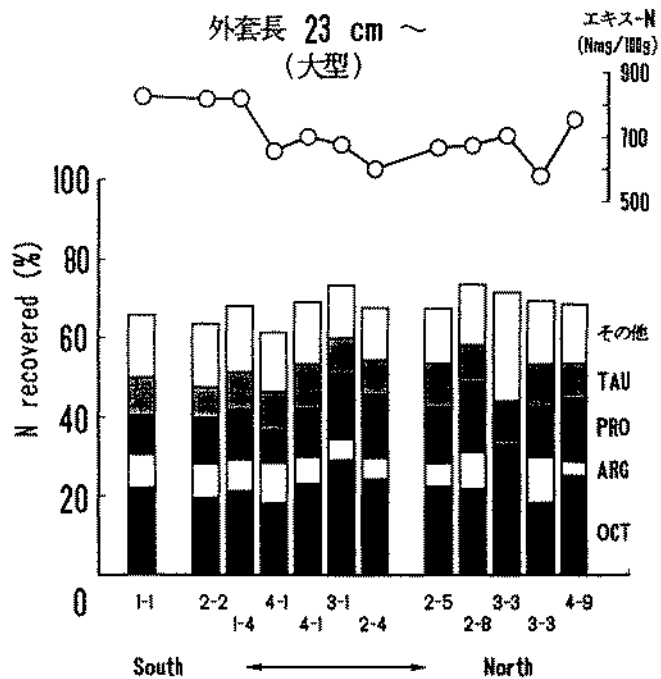 外套長 23 cm ～
(大型)
エキス-N
(Nmg/100g)
900
700
500
100
80
60
40
20
0
N recovered (%)
その他
TAU
PRO
ARG
OCT
1-1 2-2 4-1 3-1 2-5 3-3 4-9
1-4 4-1 2-4 2-8 3-3
South North